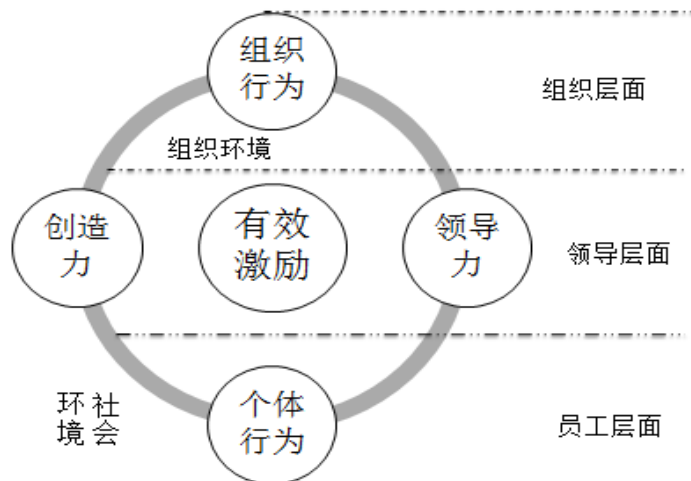 组织
行为
组织层面
组织环境
创造
力
有效
激励
领导
力
领导层面
环社
境会
个体
行为
员工层面